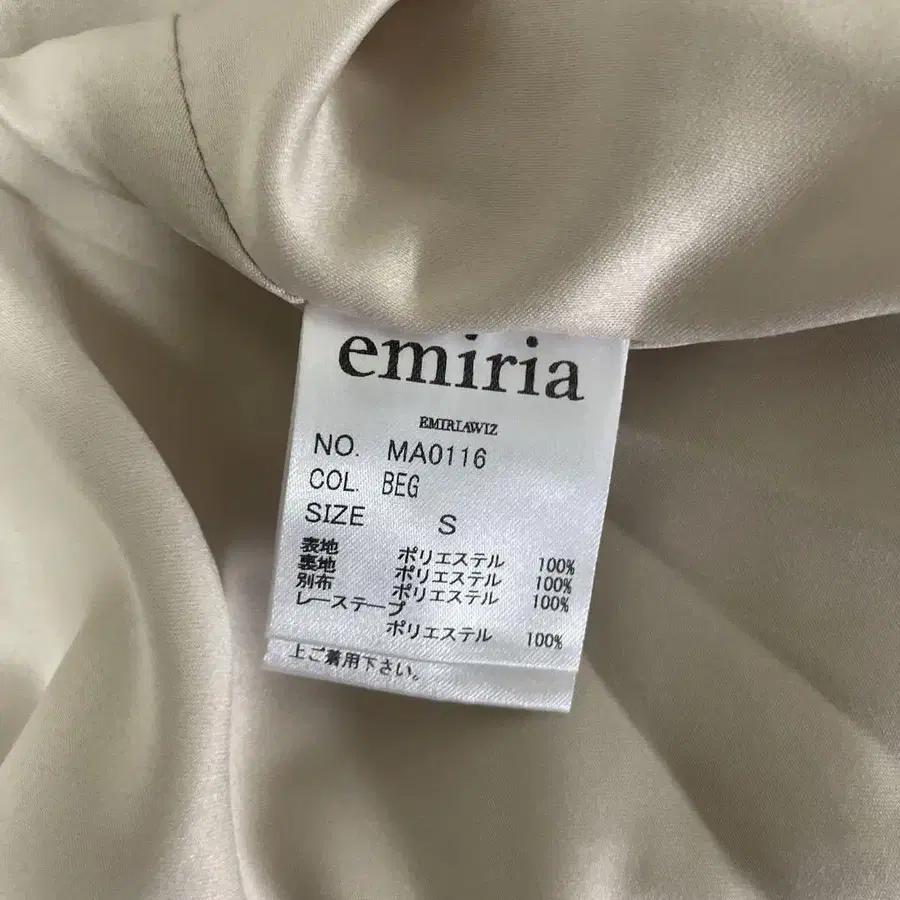 emiria
EMIRIAWIZ
NO. MA0116
COL. BEG
SIZE S
表地 ポリエステル 100%
裏地 ポリエステル 100%
別布 ポリエステル 100%
レーステープ
ポリエステル 100%
上ご着用下さい。